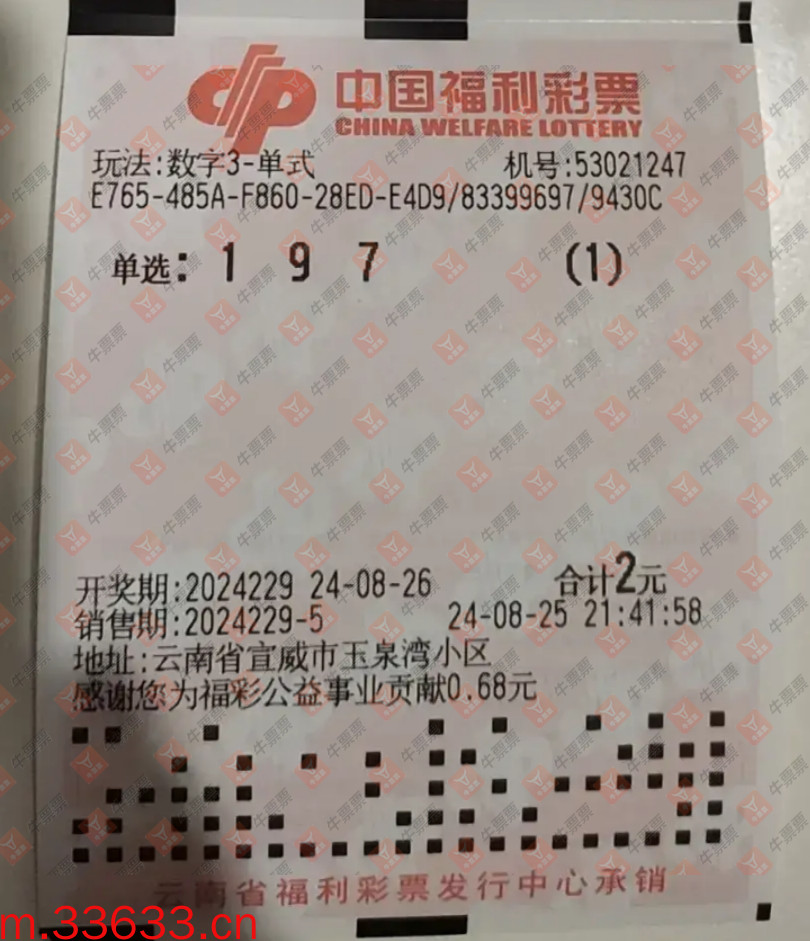 中国福利彩票
CHINA WELFARE LOTTERY
玩法:数字3-单式 机号:53021247
E765-485A-F860-28ED-E4D9/83399697/9430C
单选: 1 9 7 (1)
开奖期:2024229 24-08-26 合计2元
销售期:2024229-5 24-08-25 21:41:58
地址:云南省宣威市玉泉湾小区
感谢您为福彩公益事业贡献0.68元
云南省福利彩票发行中心承销
m.33633.cn
牛票票